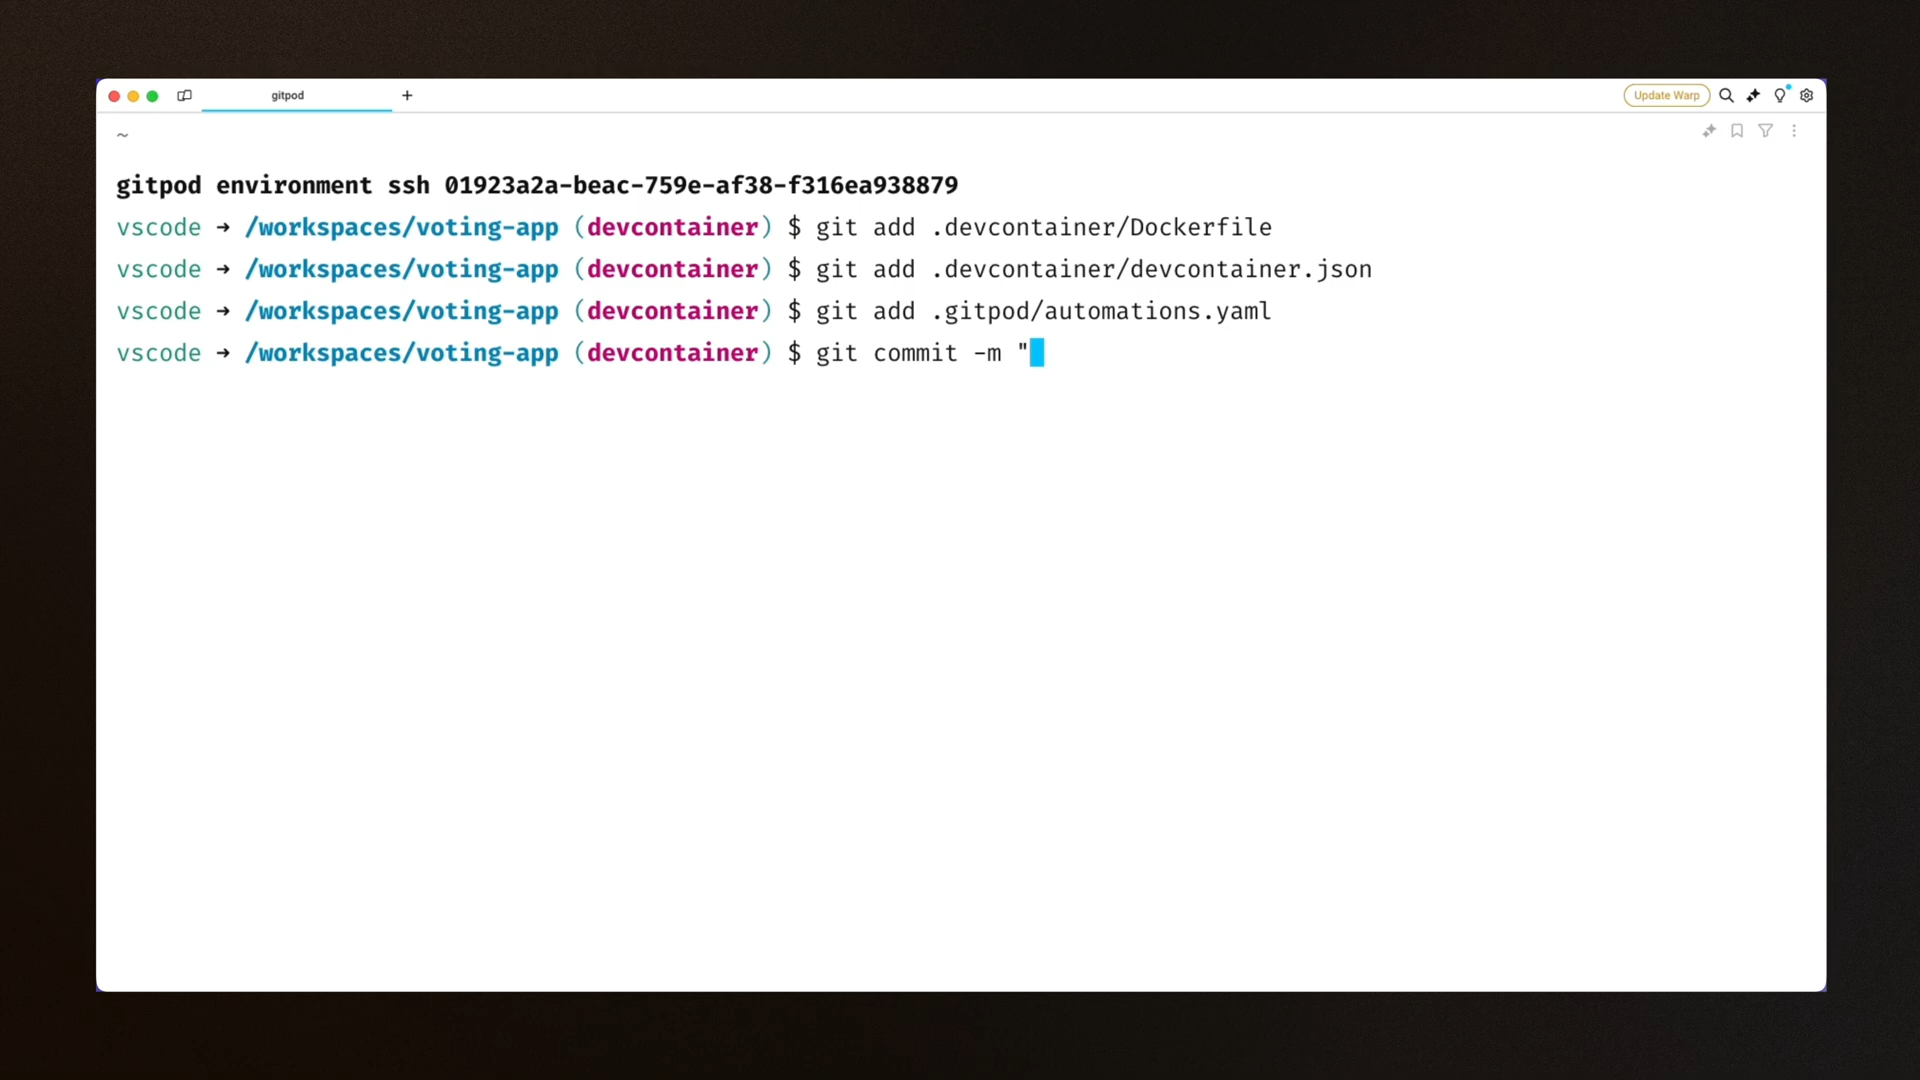 gitpod
+
Update Warp
~
gitpod environment ssh 01923a2a-beac-759e-af38-f316ea938879
vscode → /workspaces/voting-app (devcontainer) $ git add .devcontainer/Dockerfile
vscode → /workspaces/voting-app (devcontainer) $ git add .devcontainer/devcontainer.json
vscode → /workspaces/voting-app (devcontainer) $ git add .gitpod/automations.yaml
vscode → /workspaces/voting-app (devcontainer) $ git commit -m "